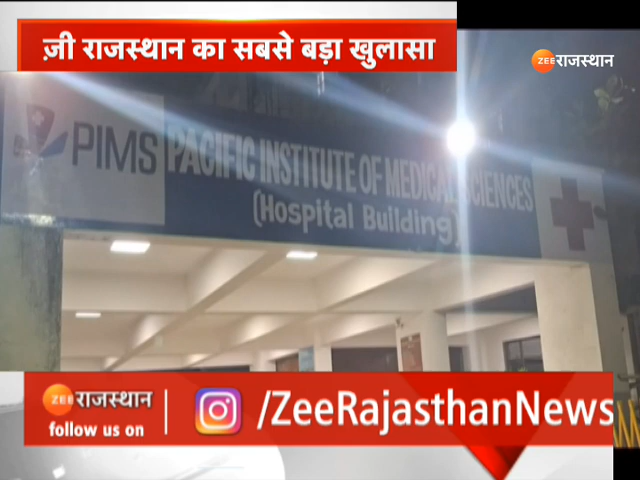 ज़ी राजस्थान का सबसे बड़ा खुलासा
ZEE राजस्थान
PIMS PACIFIC INSTITUTE OF MEDICAL SCIENCES
(Hospital Building)
ZEE राजस्थान
follow us on
/ZeeRajasthanNews